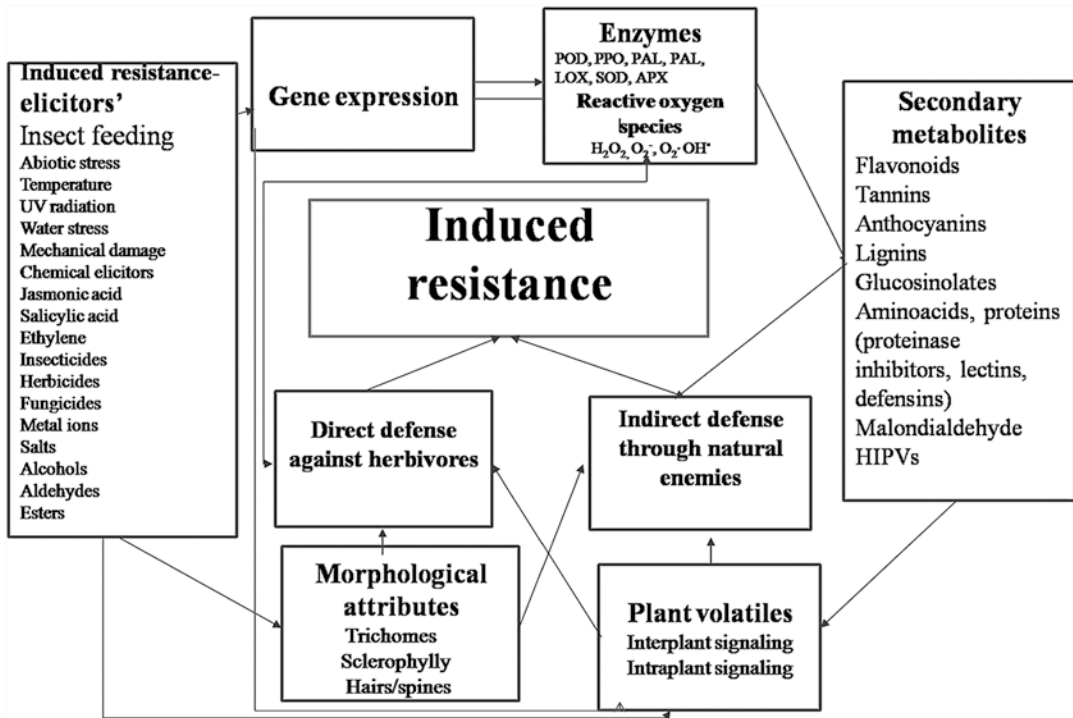 Induced resistance-
elicitors’
Insect feeding
Abiotic stress
Temperature
UV radiation
Water stress
Mechanical damage
Chemical elicitors
Jasmonic acid
Salicylic acid
Ethylene
Insecticides
Herbicides
Fungicides
Metal ions
Salts
Alcohols
Aldehydes
Esters
Gene expression
Enzymes
POD, PPO, PAL, PAL,
LOX, SOD, APX
Reactive oxygen
species
H₂O₂, O₂⁻, O₂· OH•
Secondary
metabolites
Flavonoids
Tannins
Anthocyanins
Lignins
Glucosinolates
Aminoacids, proteins
(proteinase
inhibitors, lectins,
defensins)
Malondialdehyde
HIPVs
Induced
resistance
Direct defense
against herbivores
Indirect defense
through natural
enemies
Morphological
attributes
Trichomes
Sclerophylly
Hairs/spines
Plant volatiles
Interplant signaling
Intraplant signaling